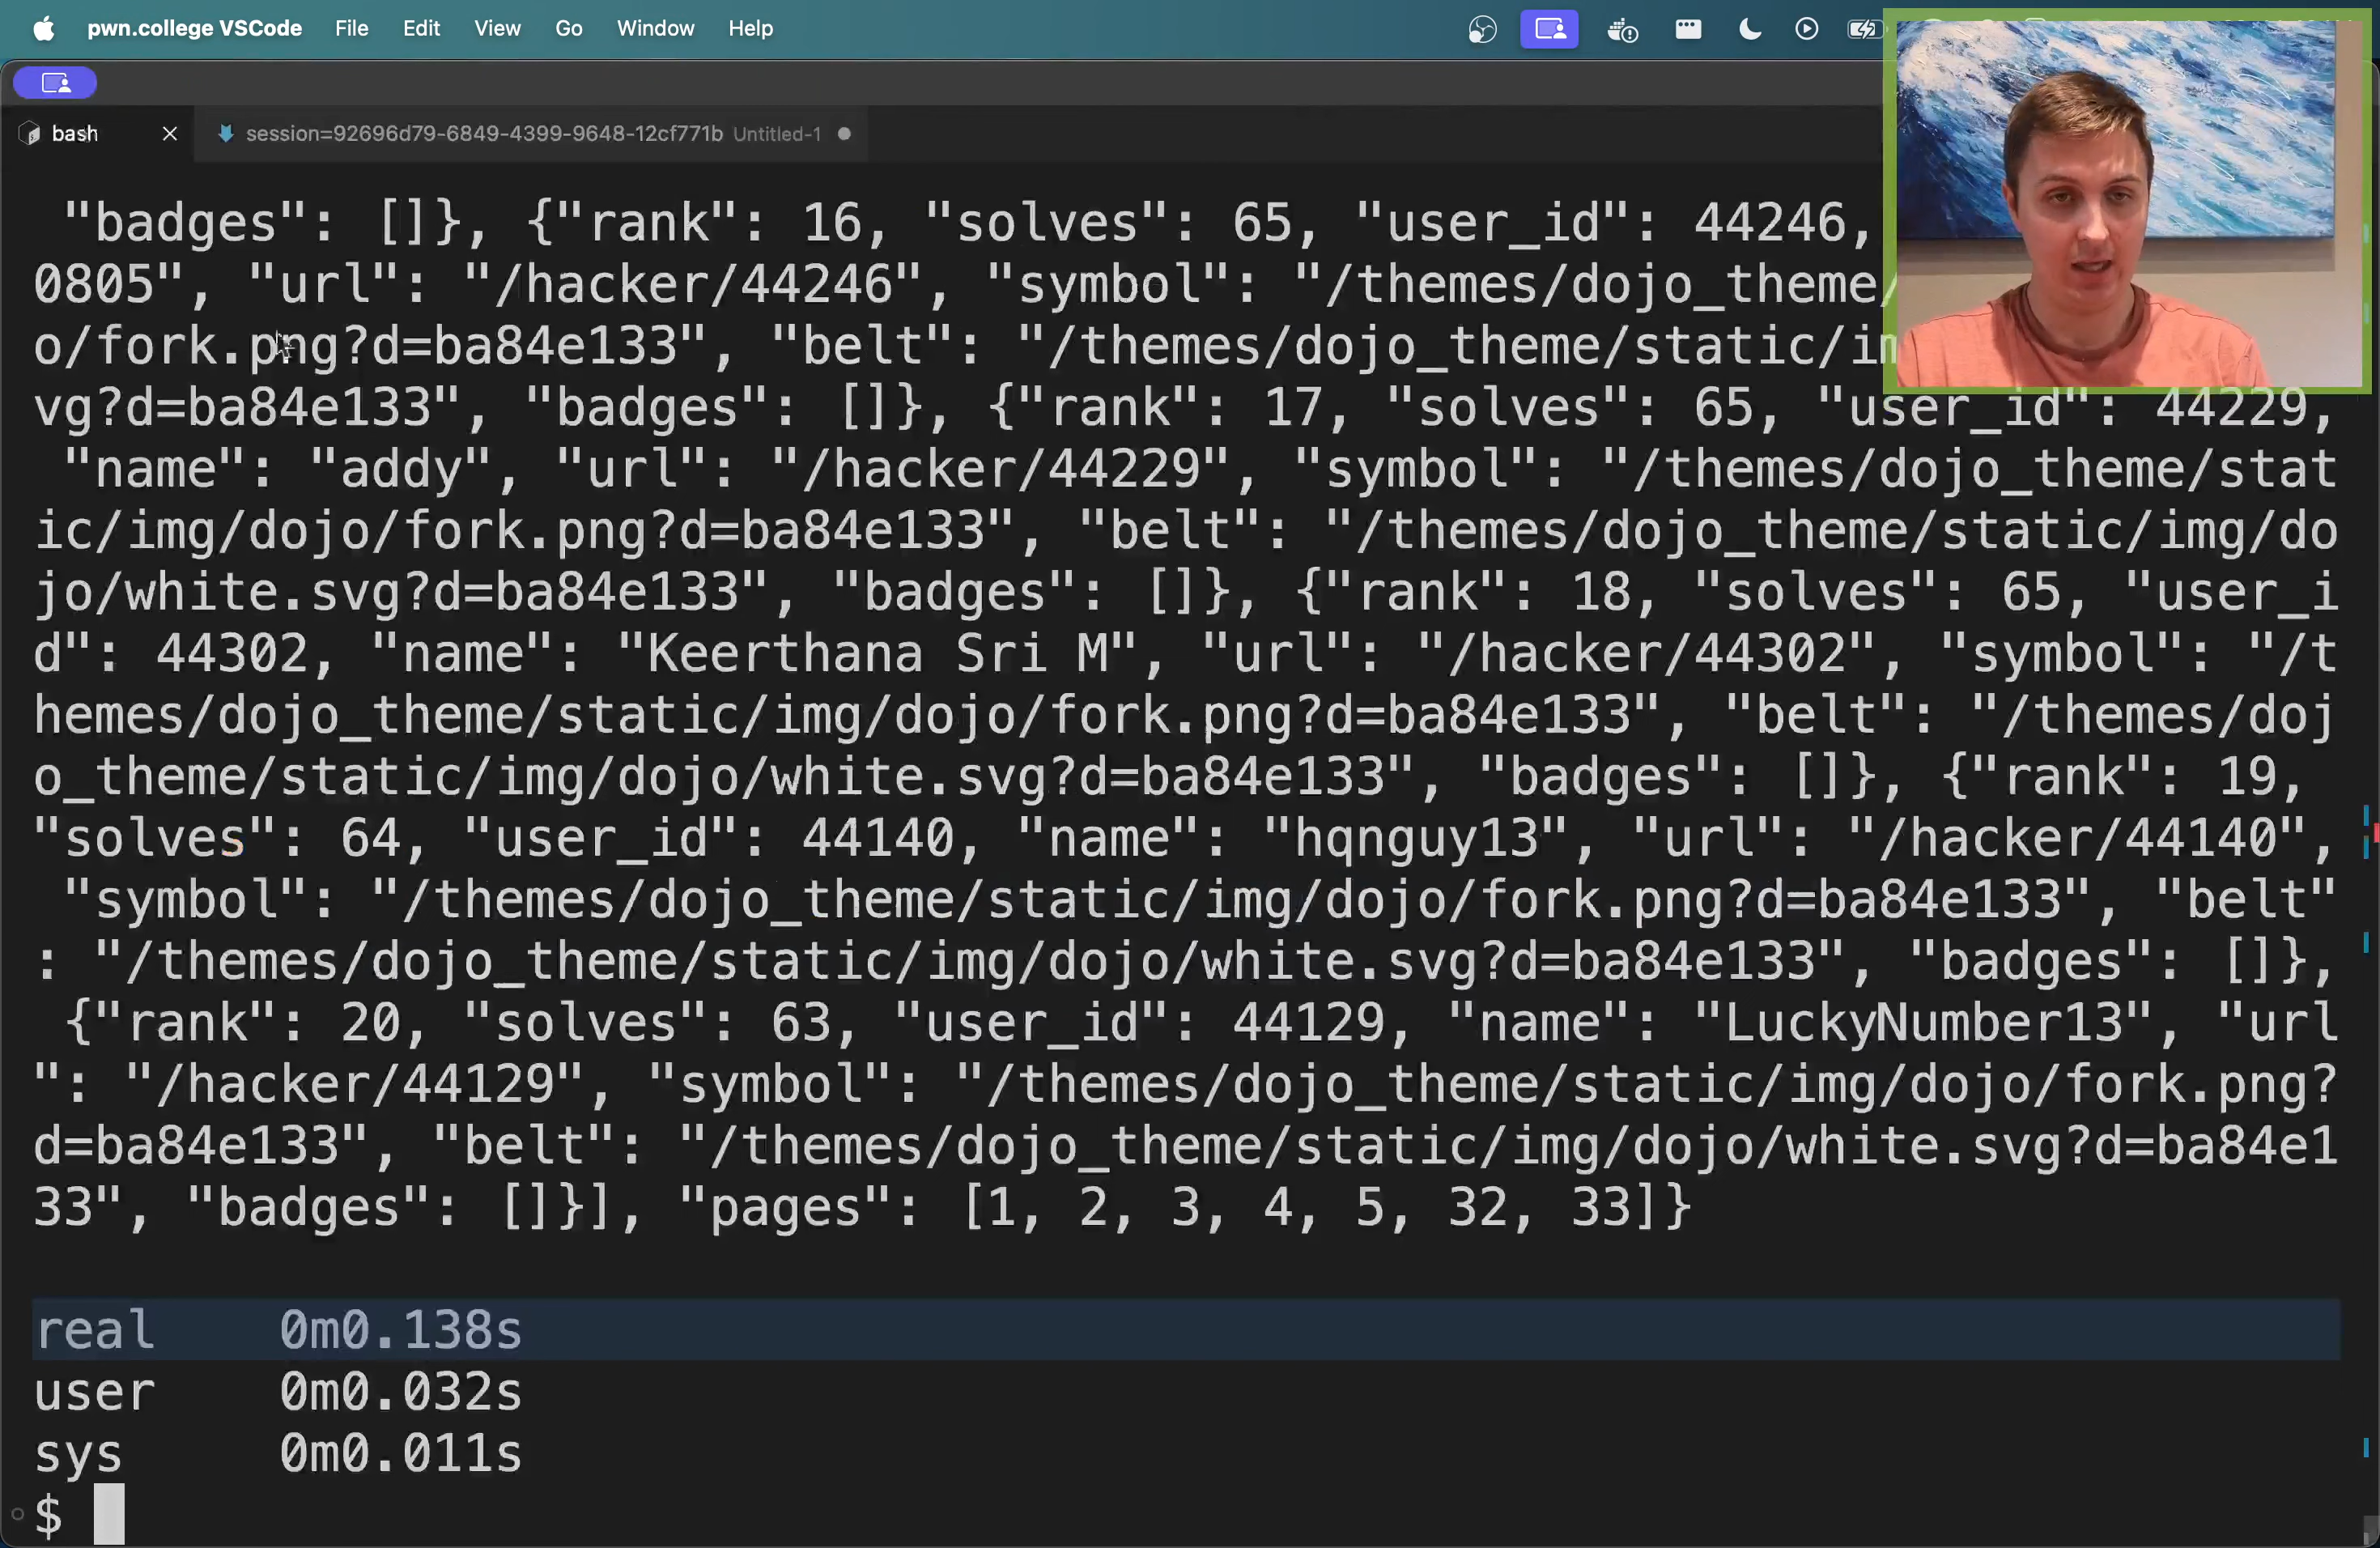 pwn.college VSCode File Edit View Go Window Help
bash session=92696d79-6849-4399-9648-12cf771b Untitled-1
"badges": []}, {"rank": 16, "solves": 65, "user_id": 44246,
0805", "url": "/hacker/44246", "symbol": "/themes/dojo_theme/
o/fork.png?d=ba84e133", "belt": "/themes/dojo_theme/static/im
vg?d=ba84e133", "badges": []}, {"rank": 17, "solves": 65, "user_id": 44229,
"name": "addy", "url": "/hacker/44229", "symbol": "/themes/dojo_theme/stat
ic/img/dojo/fork.png?d=ba84e133", "belt": "/themes/dojo_theme/static/img/do
jo/white.svg?d=ba84e133", "badges": []}, {"rank": 18, "solves": 65, "user_i
d": 44302, "name": "Keerthana Sri M", "url": "/hacker/44302", "symbol": "/t
hemes/dojo_theme/static/img/dojo/fork.png?d=ba84e133", "belt": "/themes/doj
o_theme/static/img/dojo/white.svg?d=ba84e133", "badges": []}, {"rank": 19,
"solves": 64, "user_id": 44140, "name": "hqnguy13", "url": "/hacker/44140",
"symbol": "/themes/dojo_theme/static/img/dojo/fork.png?d=ba84e133", "belt"
: "/themes/dojo_theme/static/img/dojo/white.svg?d=ba84e133", "badges": []},
{"rank": 20, "solves": 63, "user_id": 44129, "name": "LuckyNumber13", "url
": "/hacker/44129", "symbol": "/themes/dojo_theme/static/img/dojo/fork.png?
d=ba84e133", "belt": "/themes/dojo_theme/static/img/dojo/white.svg?d=ba84e1
33", "badges": []}], "pages": [1, 2, 3, 4, 5, 32, 33]}
real 0m0.138s
user 0m0.032s
sys 0m0.011s
$